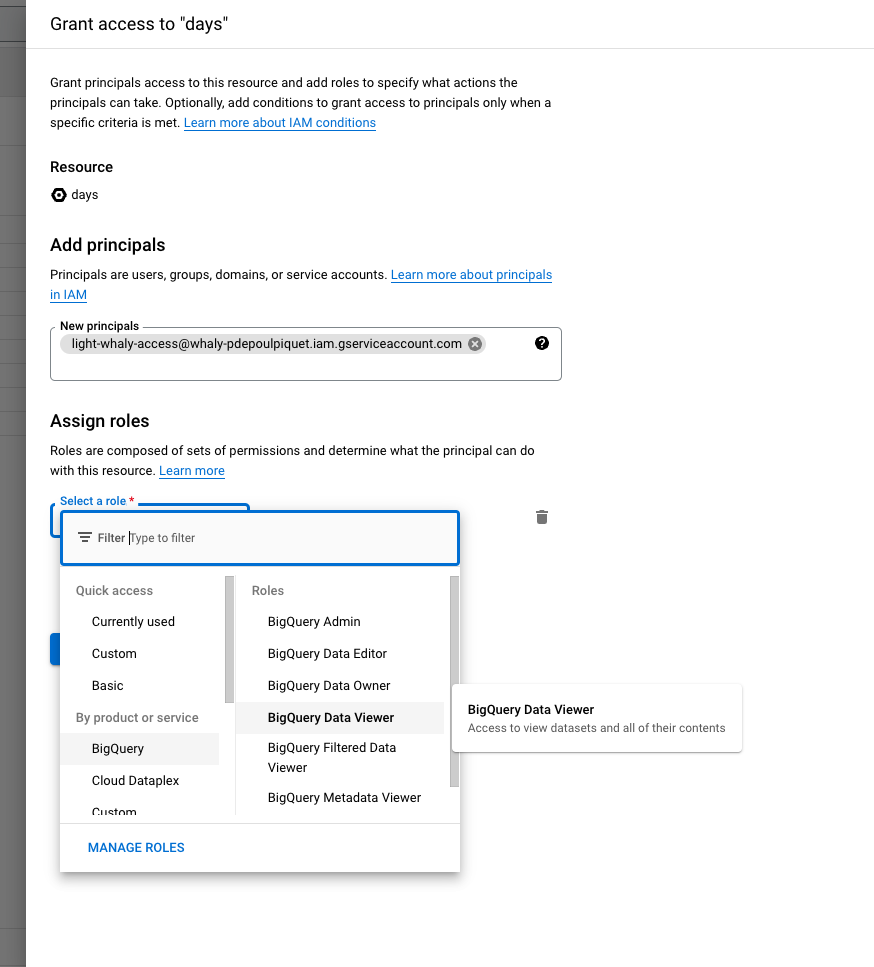 Grant access to "days"
Grant principals access to this resource and add roles to specify what actions the
principals can take. Optionally, add conditions to grant access to principals only when a
specific criteria is met. Learn more about IAM conditions
Resource
days
Add principals
Principals are users, groups, domains, or service accounts. Learn more about principals
in IAM
New principals
light-whaly-access@whaly-pdepoulpiquet.iam.gserviceaccount.com
Assign roles
Roles are composed of sets of permissions and determine what the principal can do
with this resource. Learn more
Select a role *
Filter Type to filter
Quick access
Currently used
Custom
Basic
By product or service
BigQuery
Cloud Dataplex
Custom
Roles
BigQuery Admin
BigQuery Data Editor
BigQuery Data Owner
BigQuery Data Viewer
BigQuery Filtered Data
Viewer
BigQuery Metadata Viewer
BigQuery Data Viewer
Access to view datasets and all of their contents
MANAGE ROLES